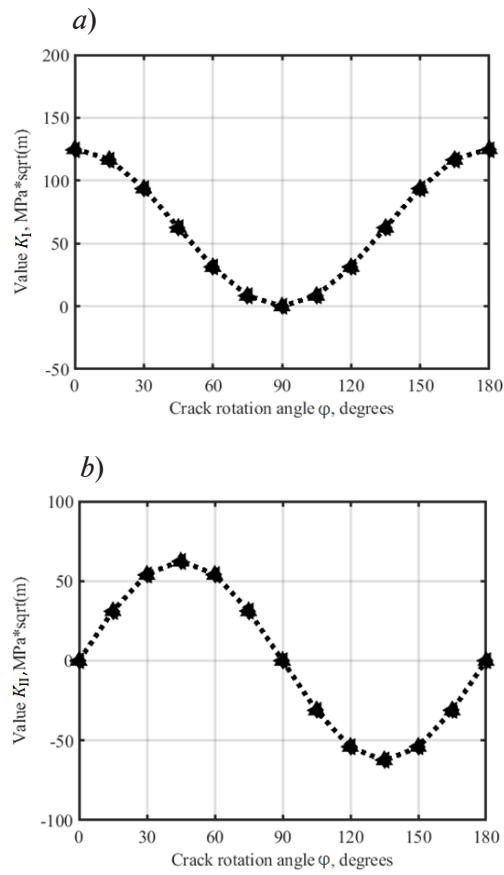 a)
200
150
100
50
0
-50
Value K_I, MPa*sqrt(m)
0 30 60 90 120 150 180
Crack rotation angle φ, degrees
b)
100
50
0
-50
-100
Value K_II, MPa*sqrt(m)
0 30 60 90 120 150 180
Crack rotation angle φ, degrees